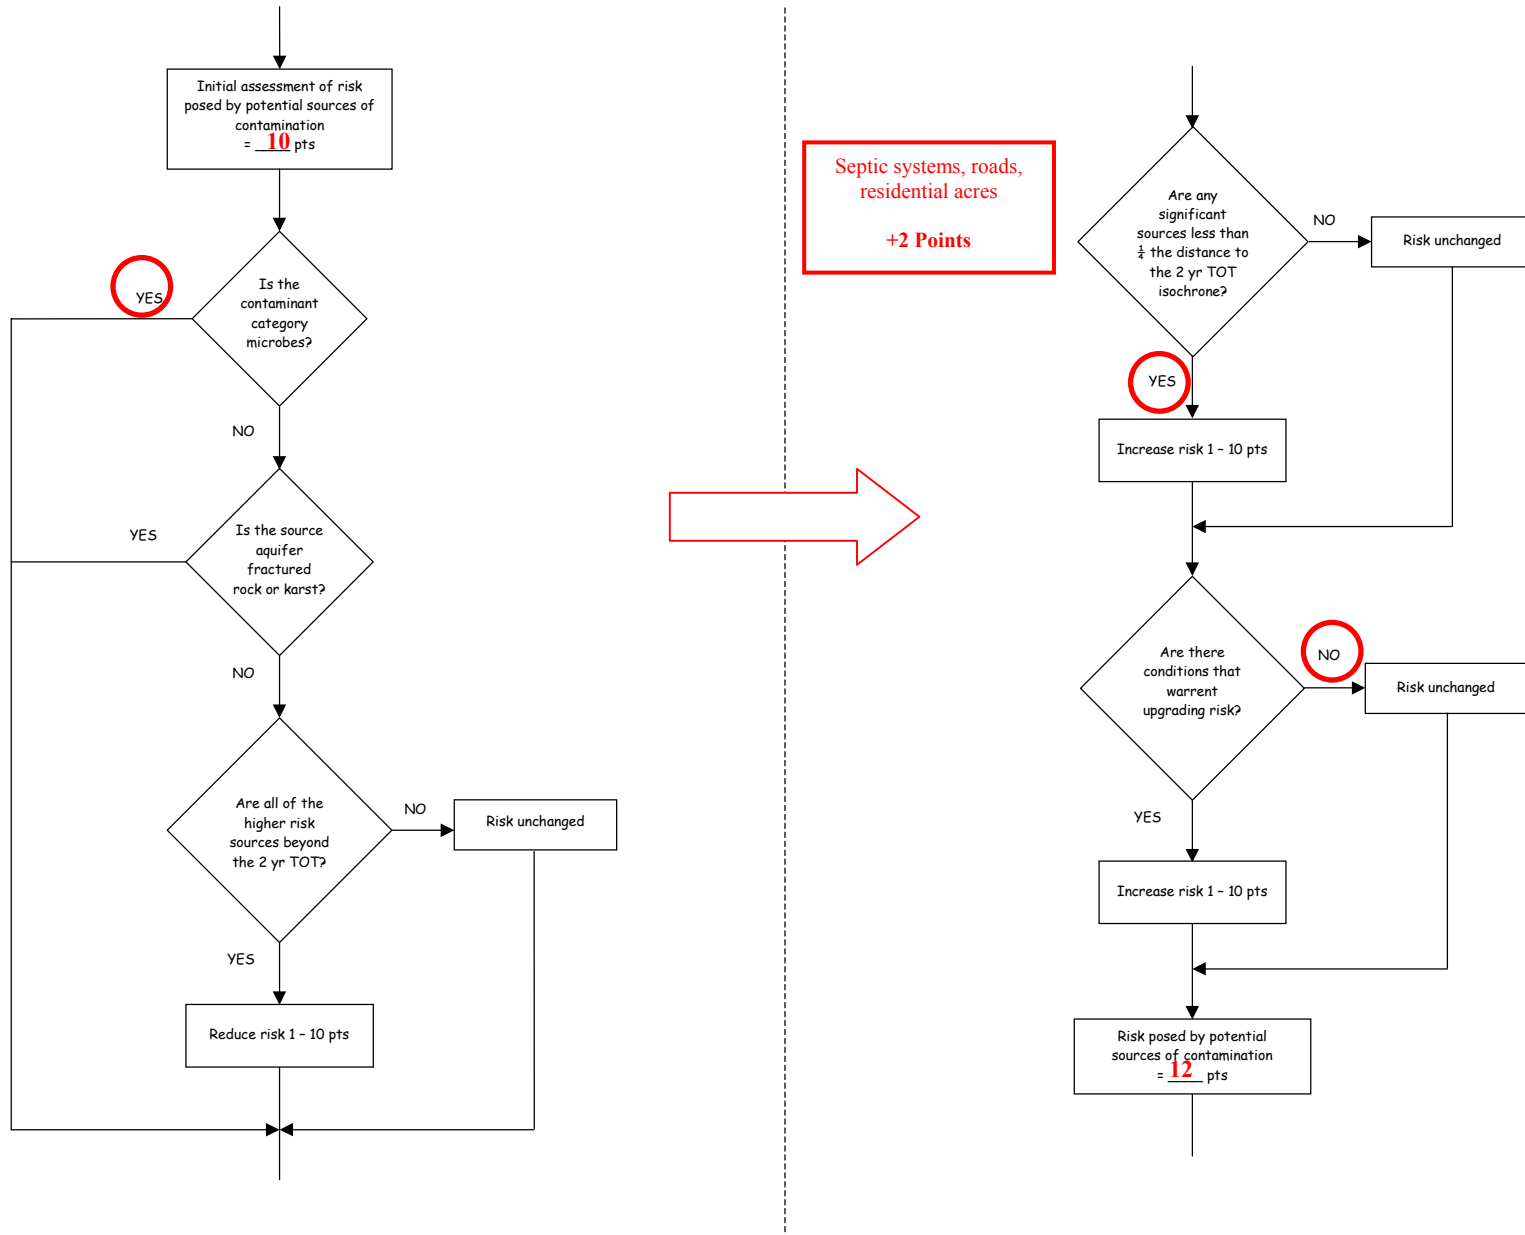 Initial assessment of risk
posed by potential sources of
contamination
= 10 pts
Is the
contaminant
category
microbes?
YES
NO
Is the source
aquifer
fractured
rock or karst?
YES
NO
Are all of the
higher risk
sources beyond
the 2 yr TOT?
NO
Risk unchanged
YES
Reduce risk 1 – 10 pts
Septic systems, roads,
residential acres
+2 Points
Are any
significant
sources less than
¼ the distance to
the 2 yr TOT
isochrone?
NO
Risk unchanged
YES
Increase risk 1 – 10 pts
Are there
conditions that
warrent
upgrading risk?
NO
Risk unchanged
YES
Increase risk 1 – 10 pts
Risk posed by potential
sources of contamination
= 12 pts